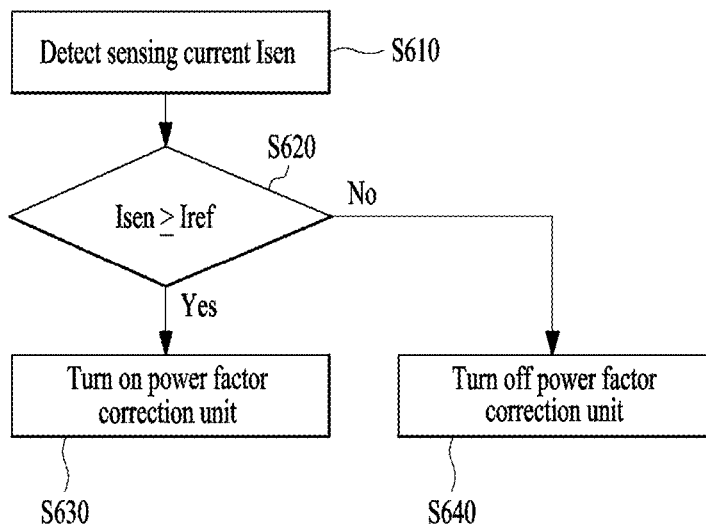 Detect sensing current Isen
S610
S620
Isen ≥ Iref
No
Yes
Turn on power factor
correction unit
Turn off power factor
correction unit
S630
S640